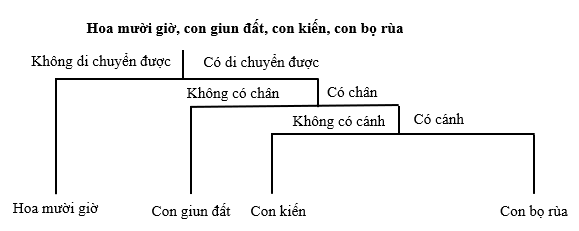 Hoa mười giờ, con giun đất, con kiến, con bọ rùa
Không di chuyển được Có di chuyển được
Không có chân Có chân
Không có cánh Có cánh
Hoa mười giờ Con giun đất Con kiến Con bọ rùa